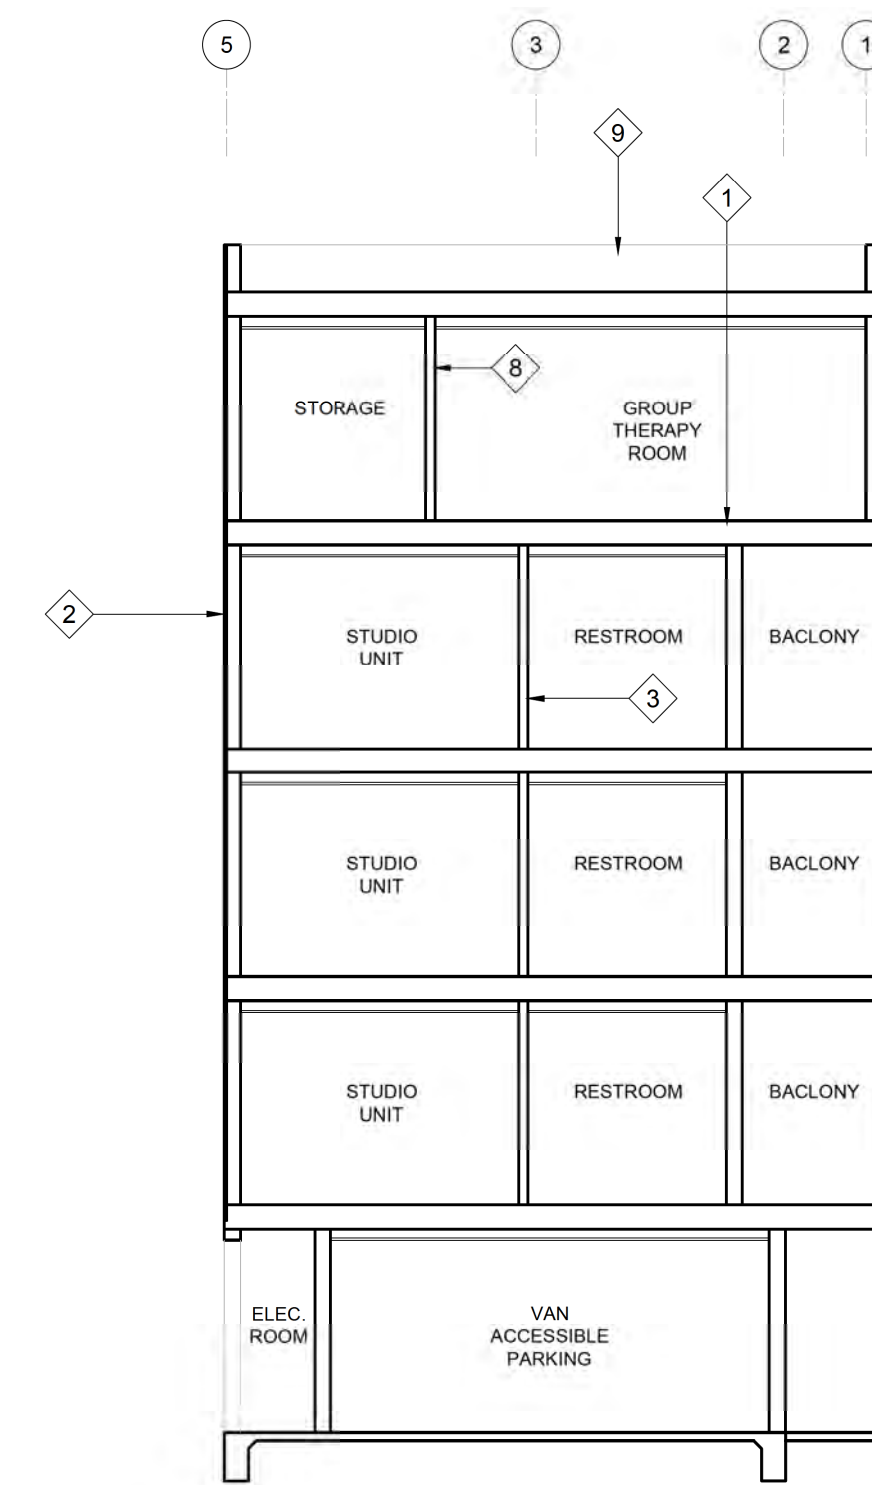 5
3
2
1
9
1
8
STORAGE
GROUP
THERAPY
ROOM
2
STUDIO
UNIT
RESTROOM
BACLONY
3
STUDIO
UNIT
RESTROOM
BACLONY
STUDIO
UNIT
RESTROOM
BACLONY
ELEC.
ROOM
VAN
ACCESSIBLE
PARKING